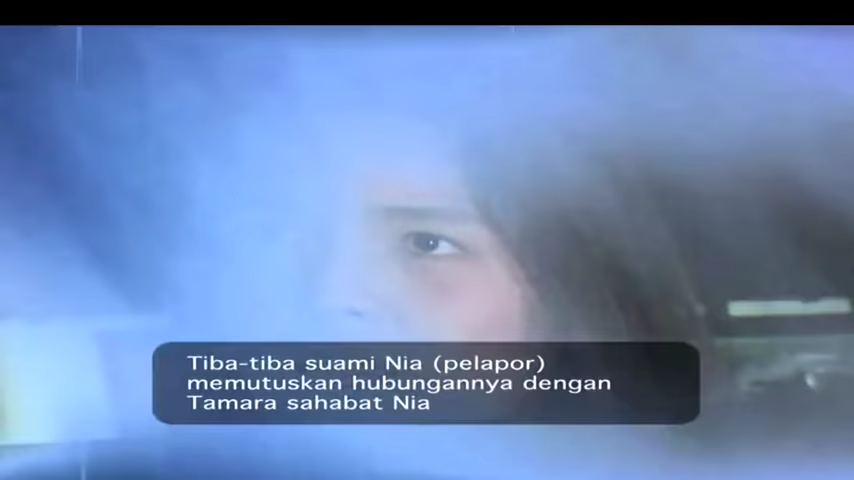 Tiba-tiba suami Nia (pelapor)
memutuskan hubungannya dengan
Tamara sahabat Nia